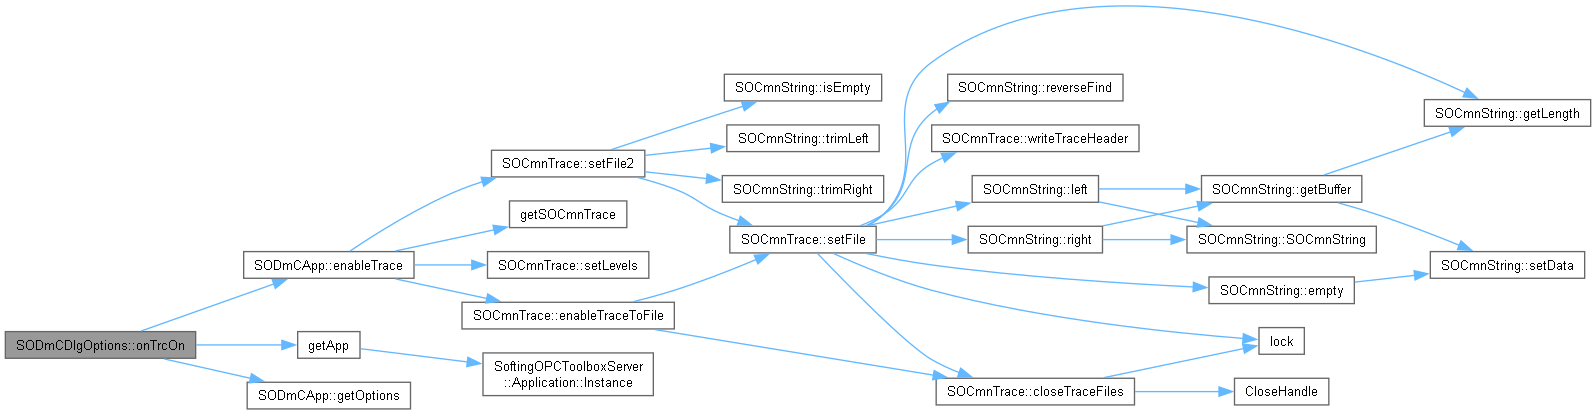 SODmCDlgOptions::onTrcOn
SODmCApp::enableTrace
getApp
SODmCApp::getOptions
SOCmnTrace::setFile2
getSOCmnTrace
SOCmnTrace::setLevels
SOCmnTrace::enableTraceToFile
SoftingOPCToolboxServer
::Application::Instance
SOCmnString::isEmpty
SOCmnString::trimLeft
SOCmnString::trimRight
SOCmnTrace::setFile
SOCmnString::reverseFind
SOCmnTrace::writeTraceHeader
SOCmnString::left
SOCmnString::right
SOCmnTrace::closeTraceFiles
SOCmnString::getBuffer
SOCmnString::SOCmnString
SOCmnString::empty
lock
CloseHandle
SOCmnString::getLength
SOCmnString::setData